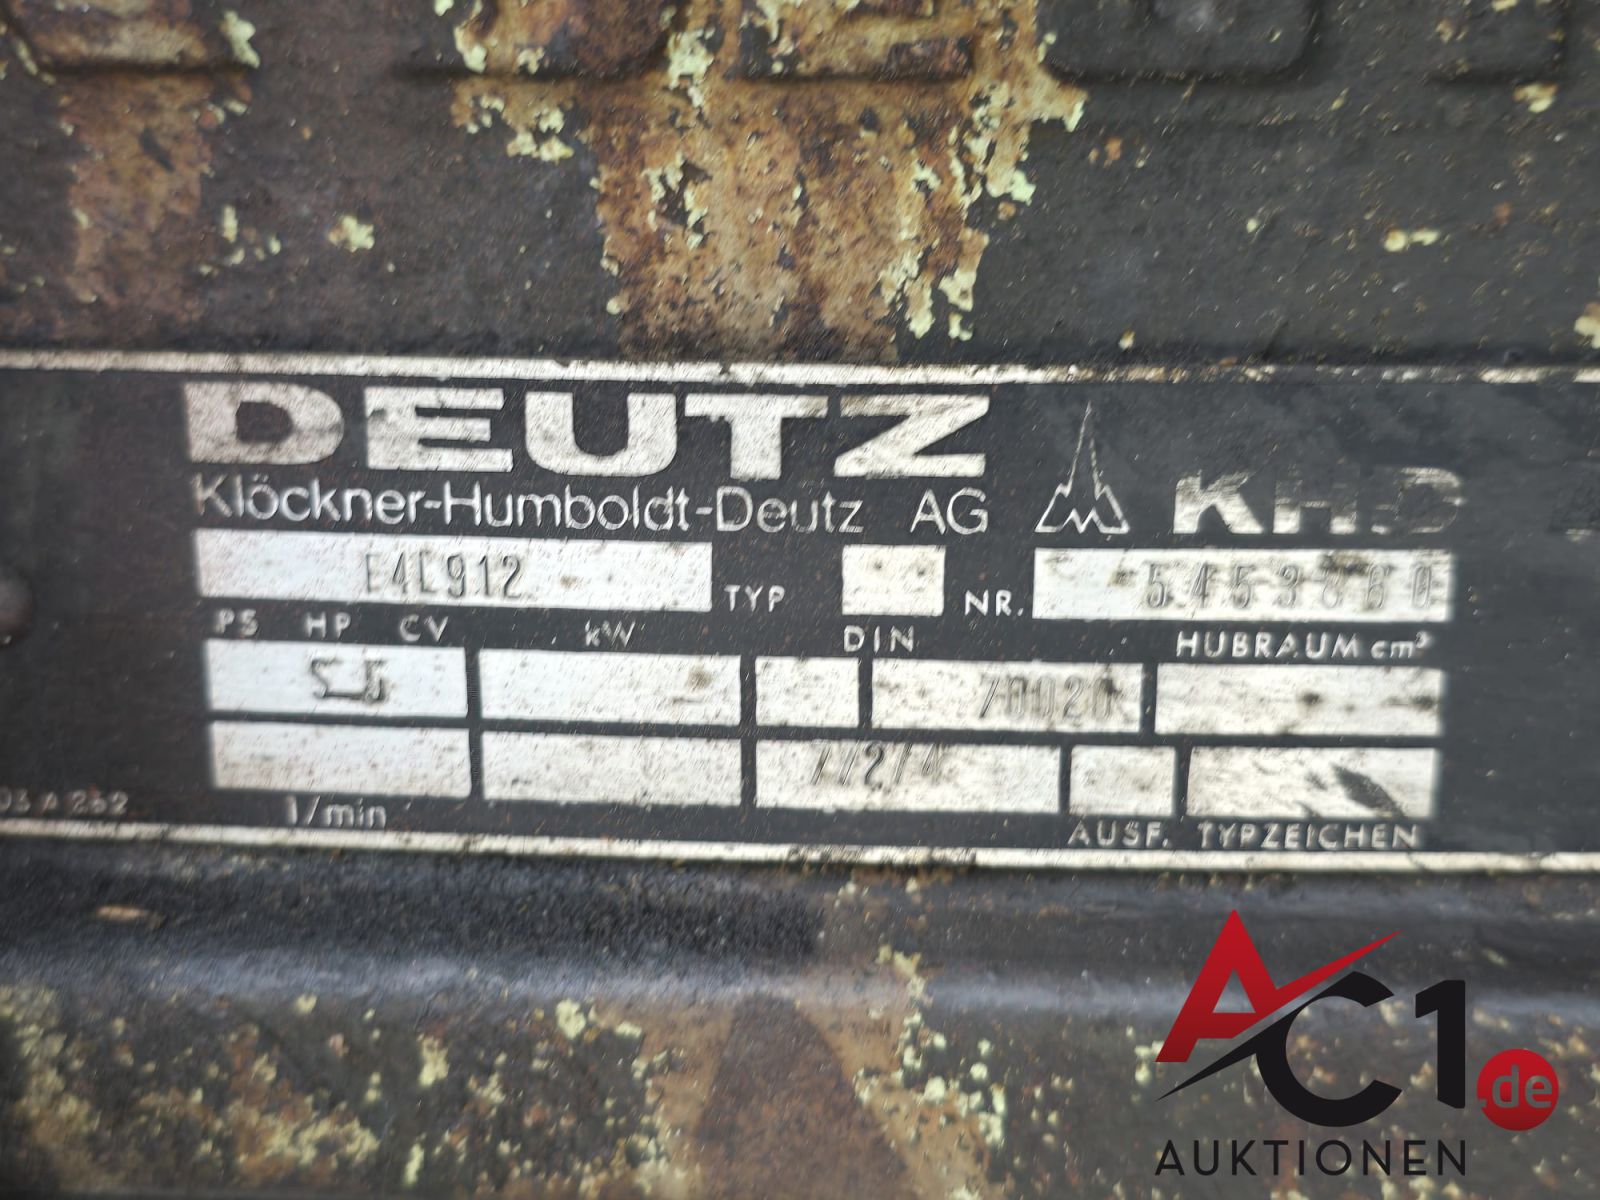 DEUTZ
Klöckner-Humboldt-Deutz AG KHD
F4L912 TYP NR. 5453860
PS HP CV kW DIN HUBRAUM cm³
70020
1/min AUSF. TYPZEICHEN
AC1.de
AUKTIONEN